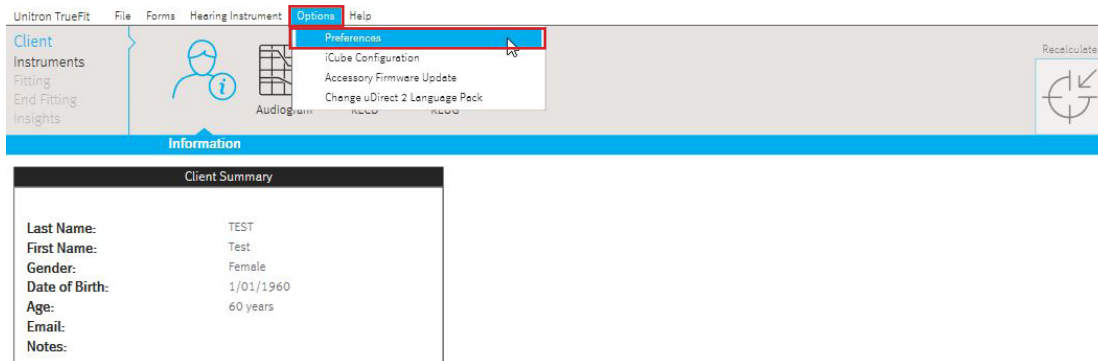 Unitron TrueFit File Forms Hearing Instrument Options Help
Client
Instruments
Fitting
End Fitting
Insights
Preferences
iCube Configuration
Accessory Firmware Update
Change uDirect 2 Language Pack
Audiogram RECD REUG
Recalculate
Information
Client Summary
Last Name: TEST
First Name: Test
Gender: Female
Date of Birth: 1/01/1960
Age: 60 years
Email:
Notes: